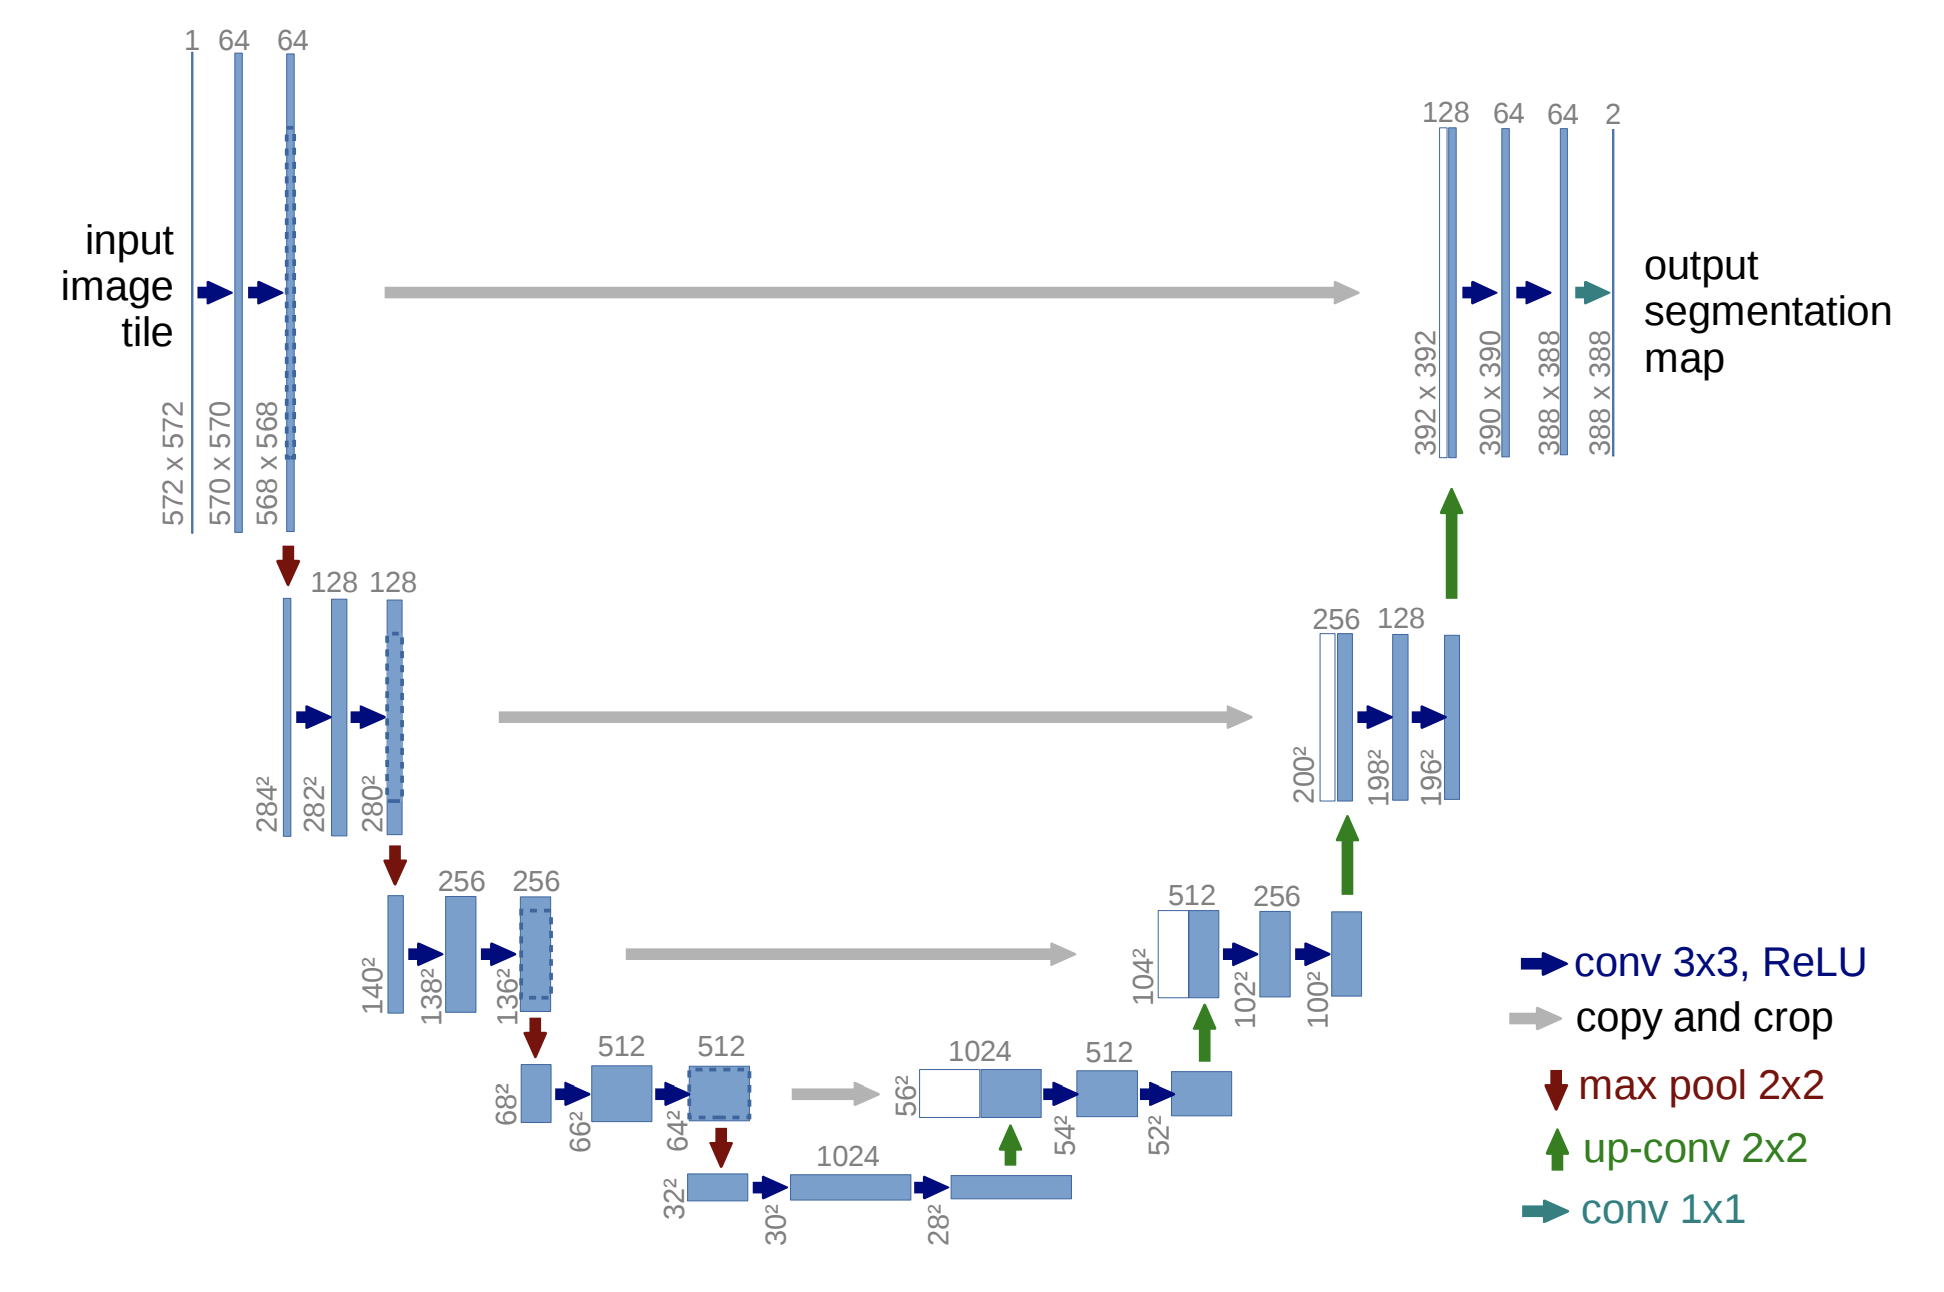 1 64 64
input
image
tile
572 x 572
570 x 570
568 x 568
128 64 64 2
392 x 392
390 x 390
388 x 388
388 x 388
output
segmentation
map
128 128
284²
282²
280²
256 128
200²
198²
196²
256 256
140²
138²
136²
512 256
104²
102²
100²
512 512
68²
66²
64²
1024 512
56²
54²
52²
1024
32²
30²
28²
conv 3x3, ReLU
copy and crop
max pool 2x2
up-conv 2x2
conv 1x1